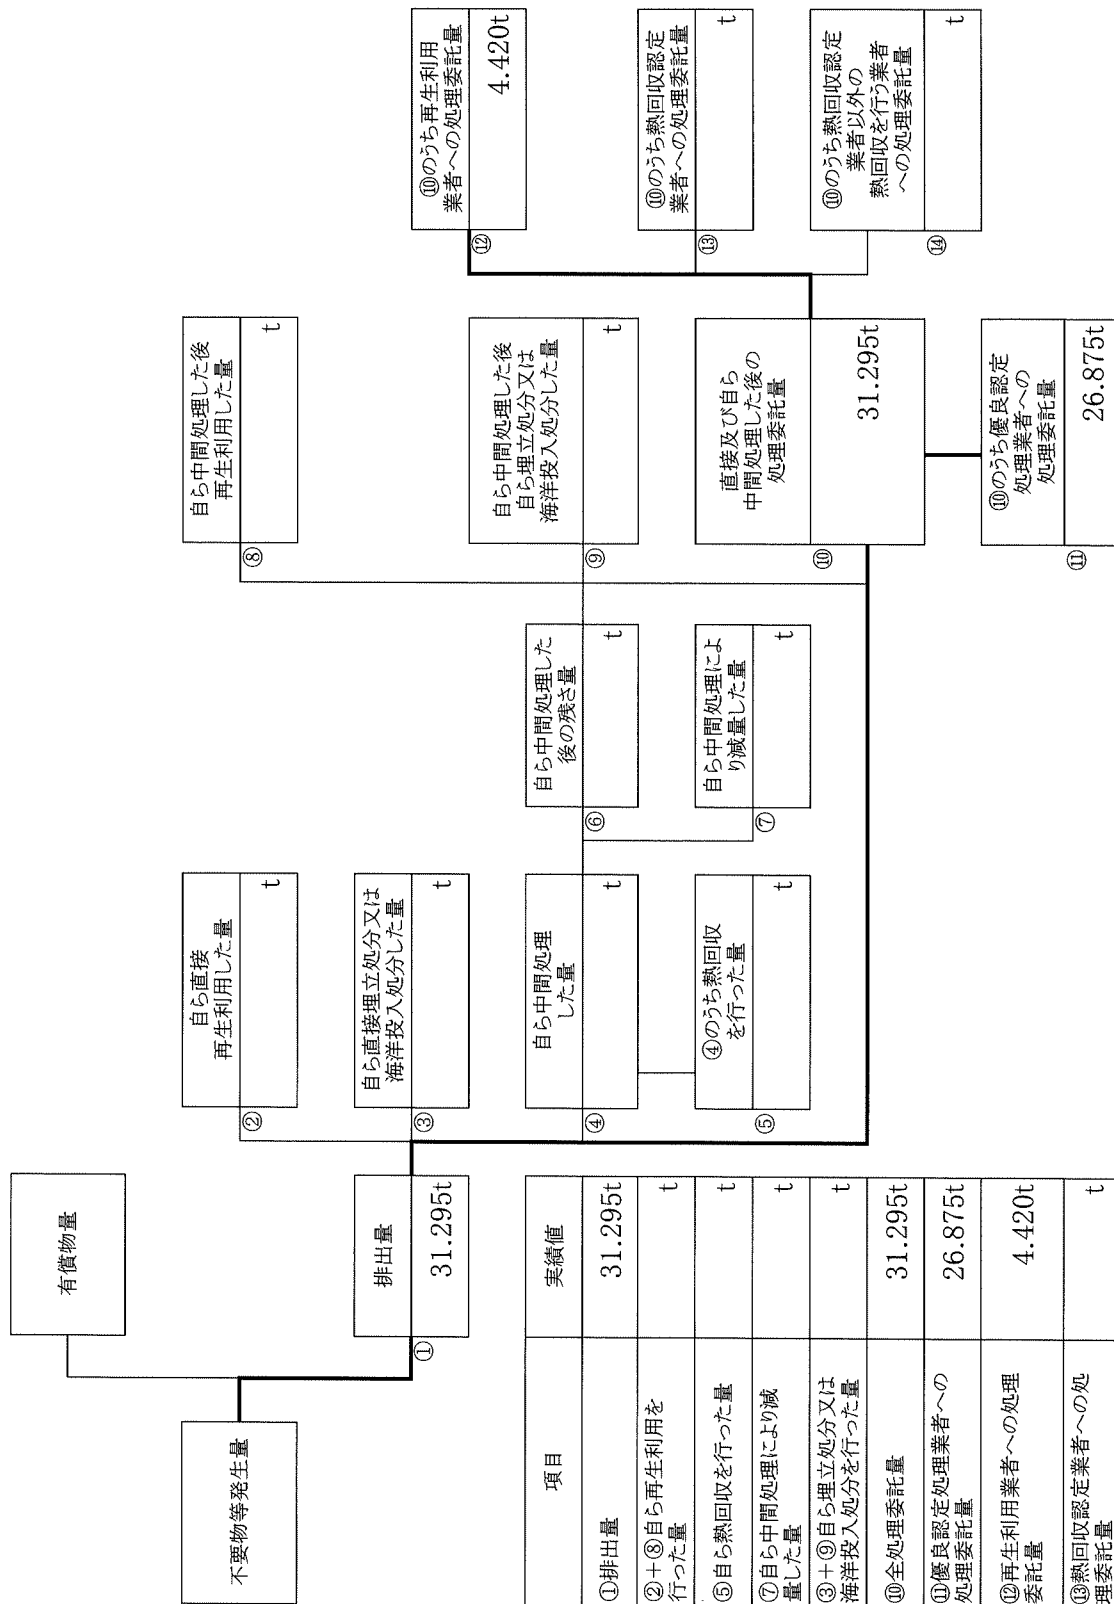 不要物等発生量
有償物量
排出量
①
31.295t
自ら直接
再生利用した量
②
t
自ら直接埋立処分又は
海洋投入処分した量
③
t
自ら中間処理
した量
④
t
④のうち熱回収
を行った量
⑤
t
自ら中間処理した
後の残さ量
⑥
t
自ら中間処理によ
り減量した量
⑦
t
自ら中間処理した後
再生利用した量
⑧
t
自ら中間処理した後
自ら埋立処分又は
海洋投入処分した量
⑨
t
直接及び自ら
中間処理した後の
処理委託量
⑩
31.295t
⑩のうち優良認定
処理業者への
処理委託量
⑪
26.875t
⑩のうち再生利用
業者への処理委託量
⑫
4.420t
⑩のうち熱回収認定
業者への処理委託量
⑬
t
⑩のうち熱回収認定
業者以外の
熱回収を行う業者
への処理委託量
⑭
t
項目 実績値
①排出量 31.295t
②+⑧自ら再生利用を
行った量 t
⑤自ら熱回収を行った量 t
⑦自ら中間処理により減
量した量 t
③+⑨自ら埋立処分又は
海洋投入処分を行った量 t
⑩全処理委託量 31.295t
⑪優良認定処理業者への
処理委託量 26.875t
⑫再生利用業者への処理
委託量 4.420t
⑬熱回収認定業者への処
理委託量 t